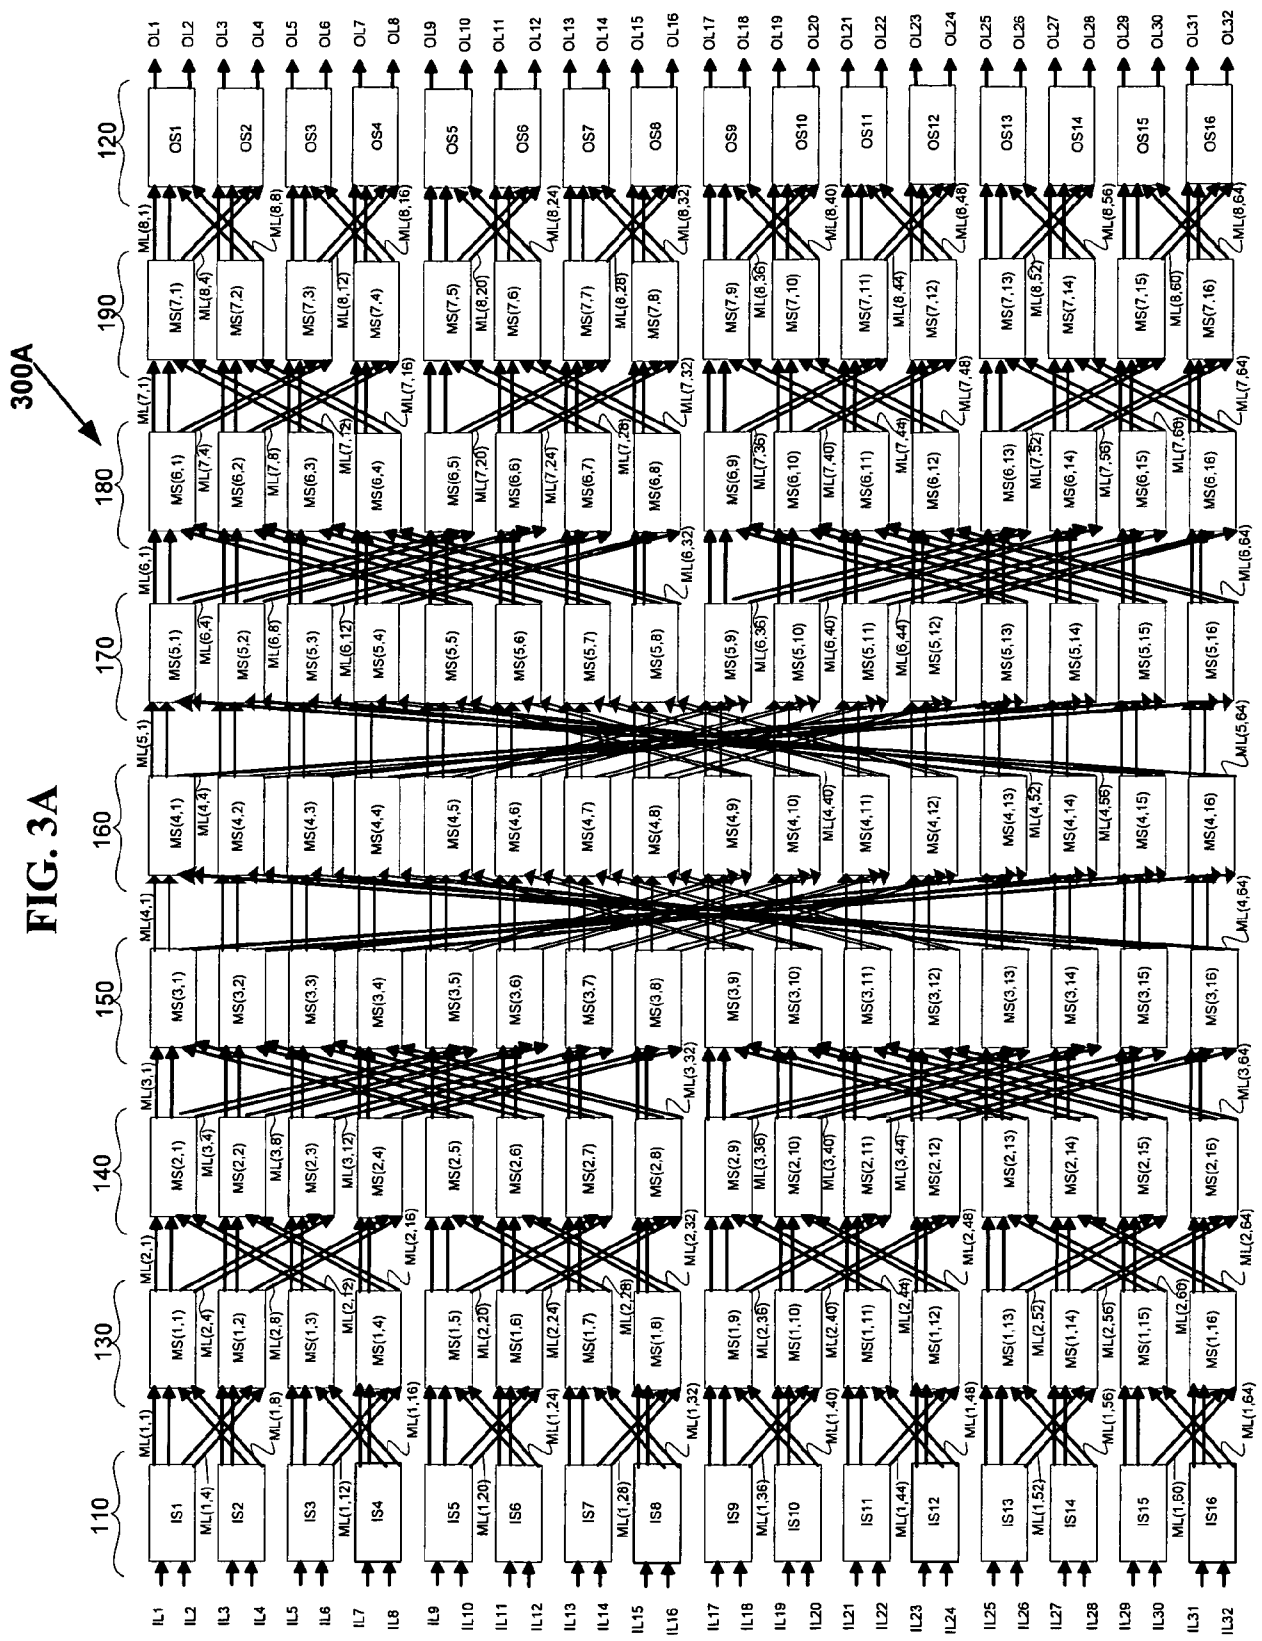 FIG. 3A
300A
110
130
140
150
160
170
180
190
120
IL1 IS1 MS(1,1) MS(2,1) MS(3,1) MS(4,1) MS(5,1) MS(6,1) MS(7,1) OS1 OL1
IL2 OL2
IL3 IS2 MS(1,2) MS(2,2) MS(3,2) MS(4,2) MS(5,2) MS(6,2) MS(7,2) OS2 OL3
IL4 OL4
IL5 IS3 MS(1,3) MS(2,3) MS(3,3) MS(4,3) MS(5,3) MS(6,3) MS(7,3) OS3 OL5
IL6 OL6
IL7 IS4 MS(1,4) MS(2,4) MS(3,4) MS(4,4) MS(5,4) MS(6,4) MS(7,4) OS4 OL7
IL8 OL8
IL9 IS5 MS(1,5) MS(2,5) MS(3,5) MS(4,5) MS(5,5) MS(6,5) MS(7,5) OS5 OL9
IL10 OL10
IL11 IS6 MS(1,6) MS(2,6) MS(3,6) MS(4,6) MS(5,6) MS(6,6) MS(7,6) OS6 OL11
IL12 OL12
IL13 IS7 MS(1,7) MS(2,7) MS(3,7) MS(4,7) MS(5,7) MS(6,7) MS(7,7) OS7 OL13
IL14 OL14
IL15 IS8 MS(1,8) MS(2,8) MS(3,8) MS(4,8) MS(5,8) MS(6,8) MS(7,8) OS8 OL15
IL16 OL16
IL17 IS9 MS(1,9) MS(2,9) MS(3,9) MS(4,9) MS(5,9) MS(6,9) MS(7,9) OS9 OL17
IL18 OL18
IL19 IS10 MS(1,10) MS(2,10) MS(3,10) MS(4,10) MS(5,10) MS(6,10) MS(7,10) OS10 OL19
IL20 OL20
IL21 IS11 MS(1,11) MS(2,11) MS(3,11) MS(4,11) MS(5,11) MS(6,11) MS(7,11) OS11 OL21
IL22 OL22
IL23 IS12 MS(1,12) MS(2,12) MS(3,12) MS(4,12) MS(5,12) MS(6,12) MS(7,12) OS12 OL23
IL24 OL24
IL25 IS13 MS(1,13) MS(2,13) MS(3,13) MS(4,13) MS(5,13) MS(6,13) MS(7,13) OS13 OL25
IL26 OL26
IL27 IS14 MS(1,14) MS(2,14) MS(3,14) MS(4,14) MS(5,14) MS(6,14) MS(7,14) OS14 OL27
IL28 OL28
IL29 IS15 MS(1,15) MS(2,15) MS(3,15) MS(4,15) MS(5,15) MS(6,15) MS(7,15) OS15 OL29
IL30 OL30
IL31 IS16 MS(1,16) MS(2,16) MS(3,16) MS(4,16) MS(5,16) MS(6,16) MS(7,16) OS16 OL31
IL32 OL32
ML(1,1) ML(2,1) ML(3,1) ML(4,1) ML(5,1) ML(6,1) ML(7,1) ML(8,1)
ML(1,4) ML(2,4) ML(3,4) ML(4,4) ML(6,4) ML(7,4) ML(8,4)
ML(1,8) ML(2,8) ML(3,8) ML(6,8) ML(7,8) ML(8,8)
ML(1,12) ML(2,12) ML(3,12) ML(6,12) ML(7,12) ML(8,12)
ML(1,16) ML(2,16) ML(7,16) ML(8,16)
ML(1,20) ML(2,20) ML(7,20) ML(8,20)
ML(1,24) ML(2,24) ML(7,24) ML(8,24)
ML(1,28) ML(2,28) ML(7,28) ML(8,28)
ML(1,32) ML(2,32) ML(3,32) ML(6,32) ML(7,32) ML(8,32)
ML(1,36) ML(2,36) ML(3,36) ML(6,36) ML(7,36) ML(8,36)
ML(1,40) ML(2,40) ML(3,40) ML(4,40) ML(6,40) ML(7,40) ML(8,40)
ML(1,44) ML(2,44) ML(3,44) ML(6,44) ML(7,44) ML(8,44)
ML(1,48) ML(2,48) ML(7,48) ML(8,48)
ML(1,52) ML(2,52) ML(4,52) ML(7,52) ML(8,52)
ML(1,56) ML(2,56) ML(4,56) ML(7,56) ML(8,56)
ML(1,60) ML(2,60) ML(7,60) ML(8,60)
ML(1,64) ML(2,64) ML(3,64) ML(4,64) ML(5,64) ML(6,64) ML(7,64) ML(8,64)